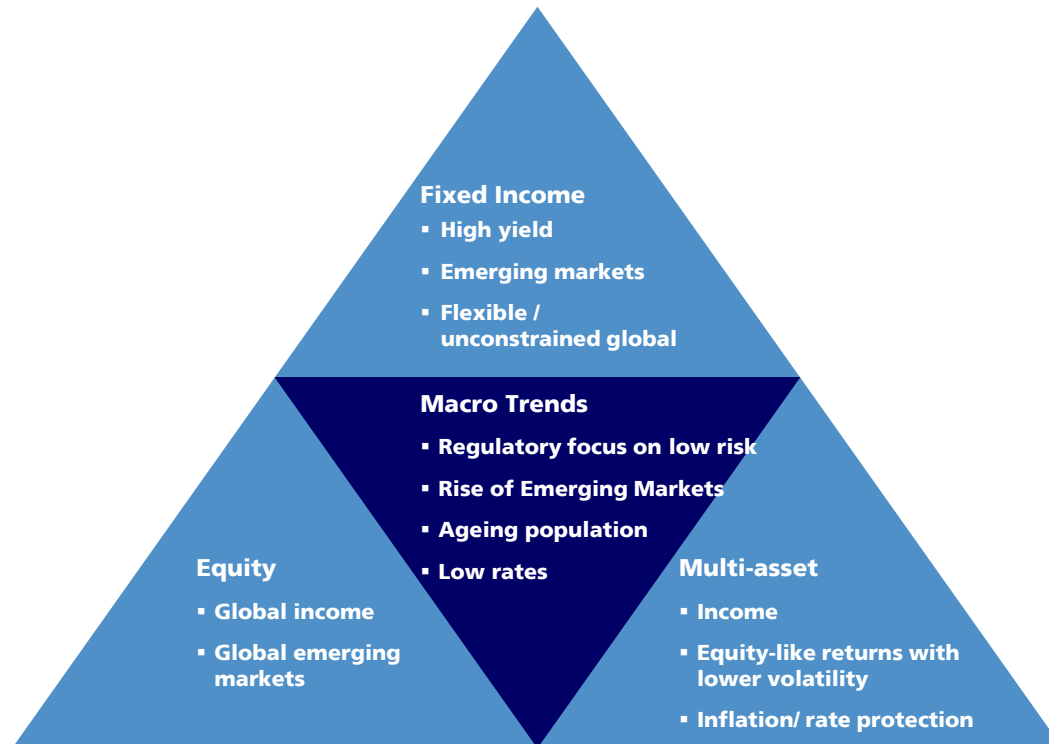 Fixed Income
▪ High yield
▪ Emerging markets
▪ Flexible /
unconstrained global
Macro Trends
▪ Regulatory focus on low risk
▪ Rise of Emerging Markets
▪ Ageing population
▪ Low rates
Equity
▪ Global income
▪ Global emerging
markets
Multi-asset
▪ Income
▪ Equity-like returns with
lower volatility
▪ Inflation/ rate protection